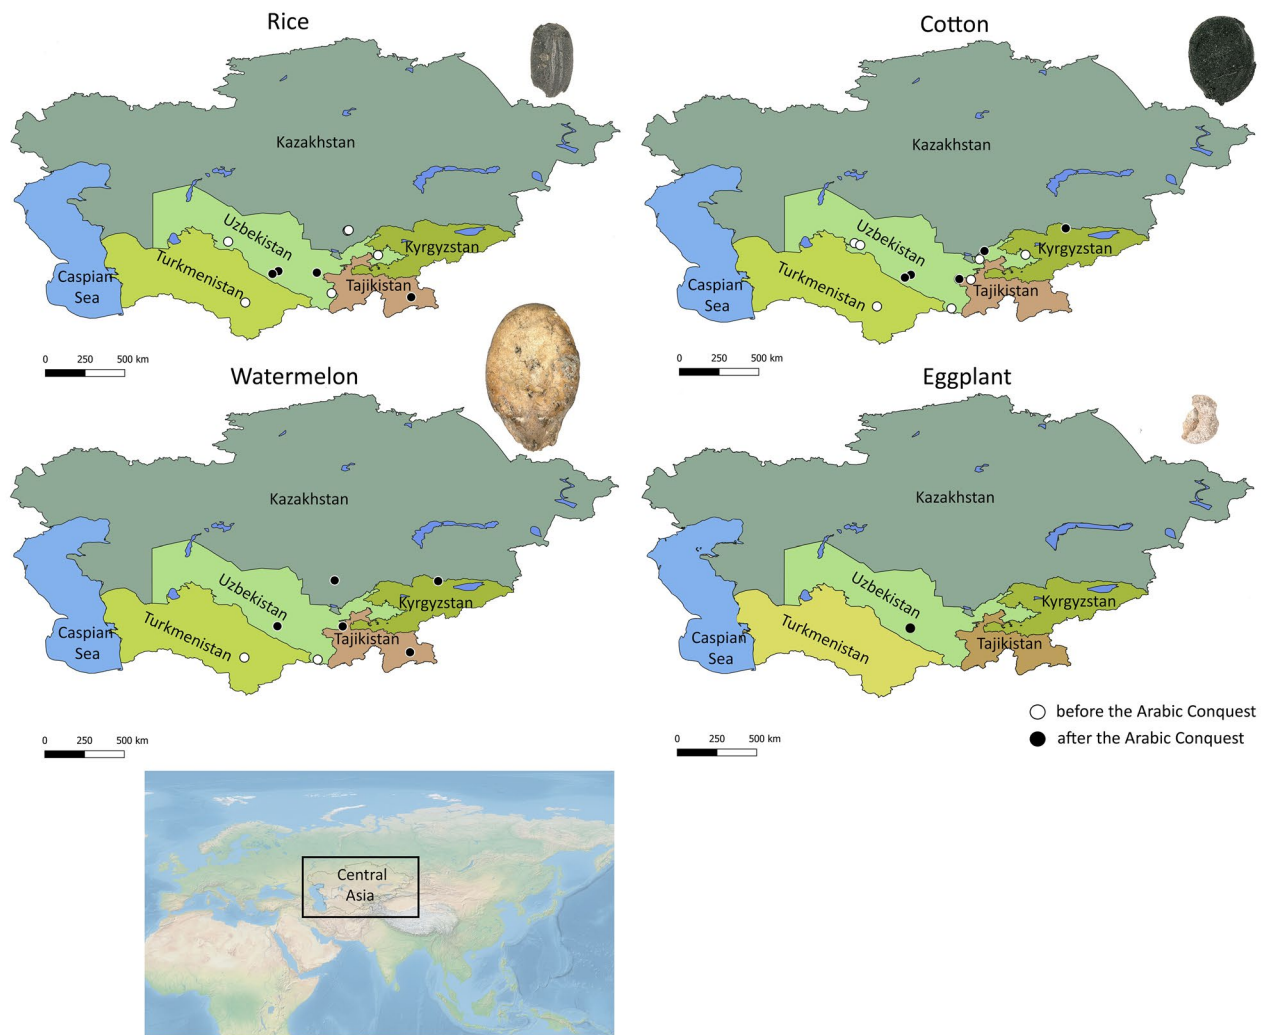 Rice
Kazakhstan
Uzbekistan
Kyrgyzstan
Turkmenistan
Caspian
Sea
Tajikistan
0 250 500 km
Cotton
Kazakhstan
Uzbekistan
Kyrgyzstan
Turkmenistan
Caspian
Sea
Tajikistan
0 250 500 km
Watermelon
Kazakhstan
Uzbekistan
Kyrgyzstan
Turkmenistan
Caspian
Sea
Tajikistan
0 250 500 km
Eggplant
Kazakhstan
Uzbekistan
Kyrgyzstan
Turkmenistan
Caspian
Sea
Tajikistan
0 250 500 km
before the Arabic Conquest
after the Arabic Conquest
Central
Asia